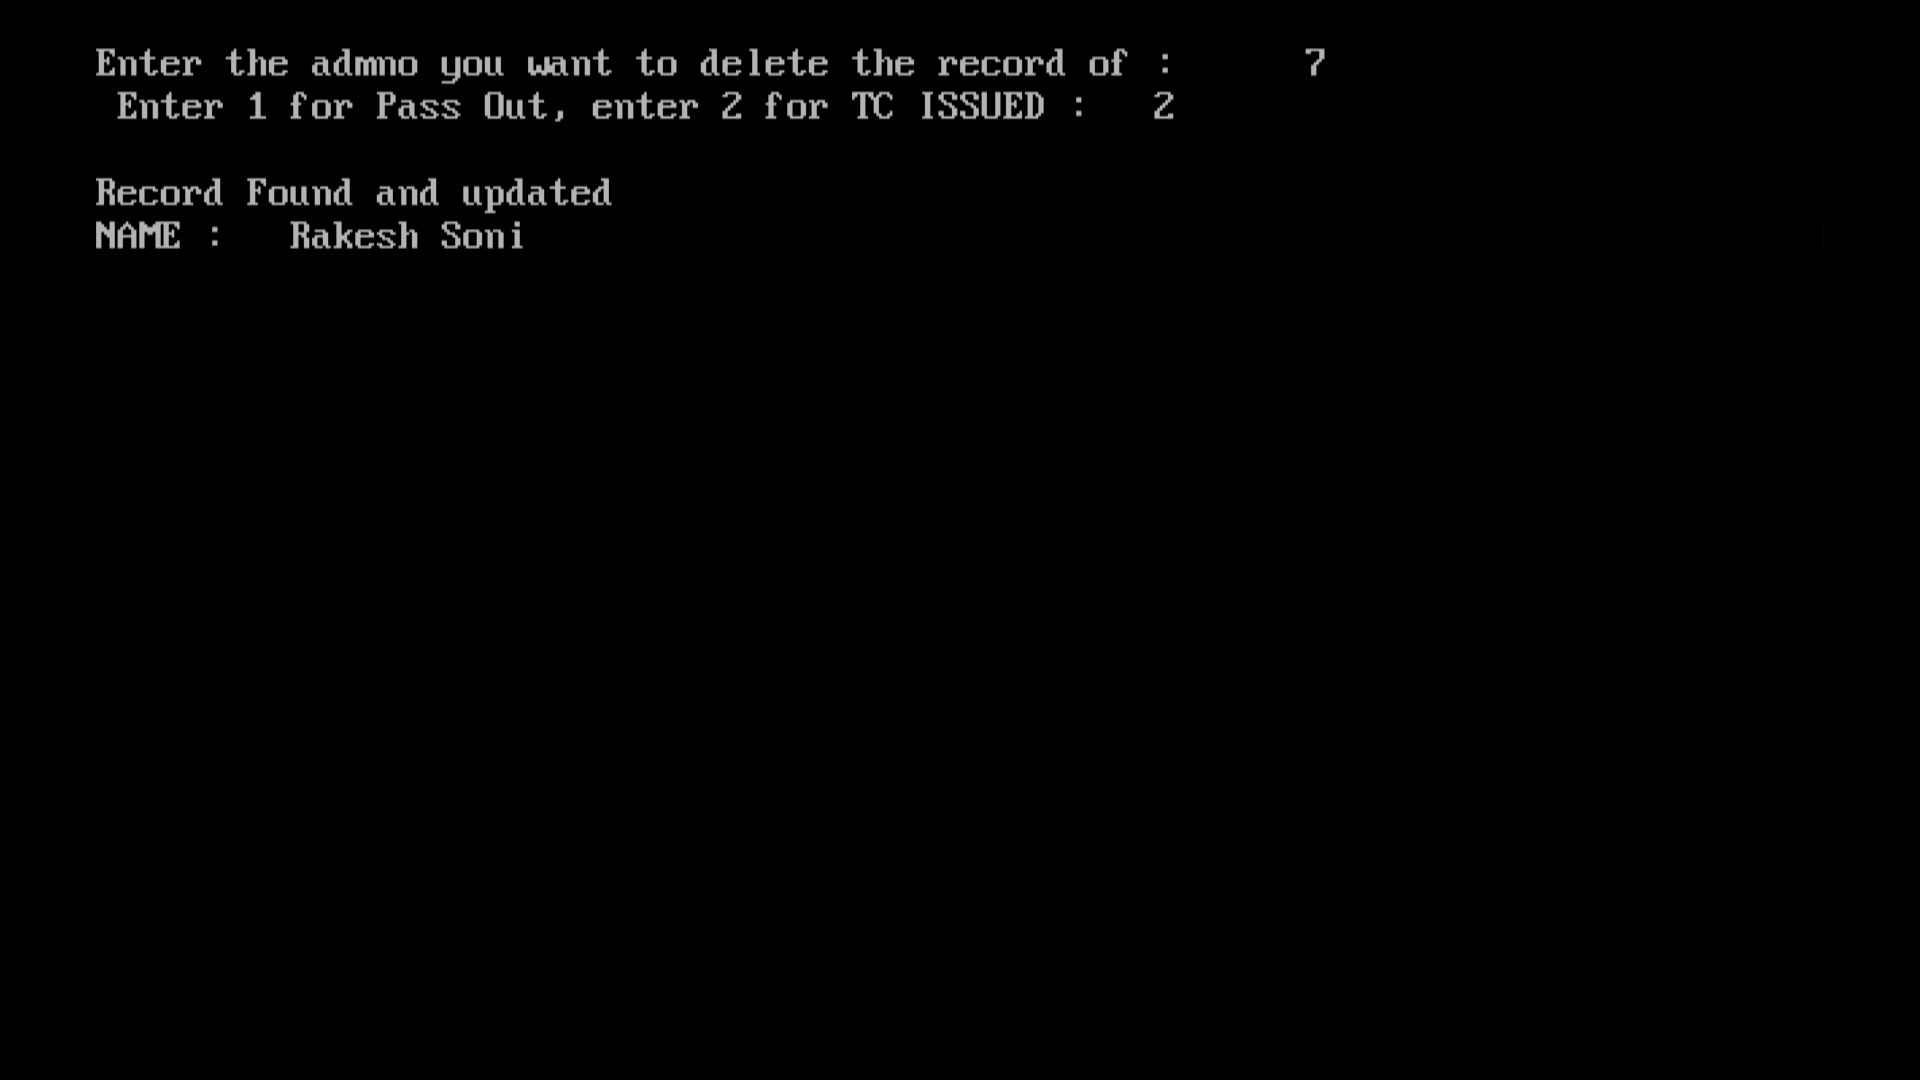 Enter the admno you want to delete the record of :      7
Enter 1 for Pass Out, enter 2 for TC ISSUED :   2
Record Found and updated
NAME :   Rakesh Soni